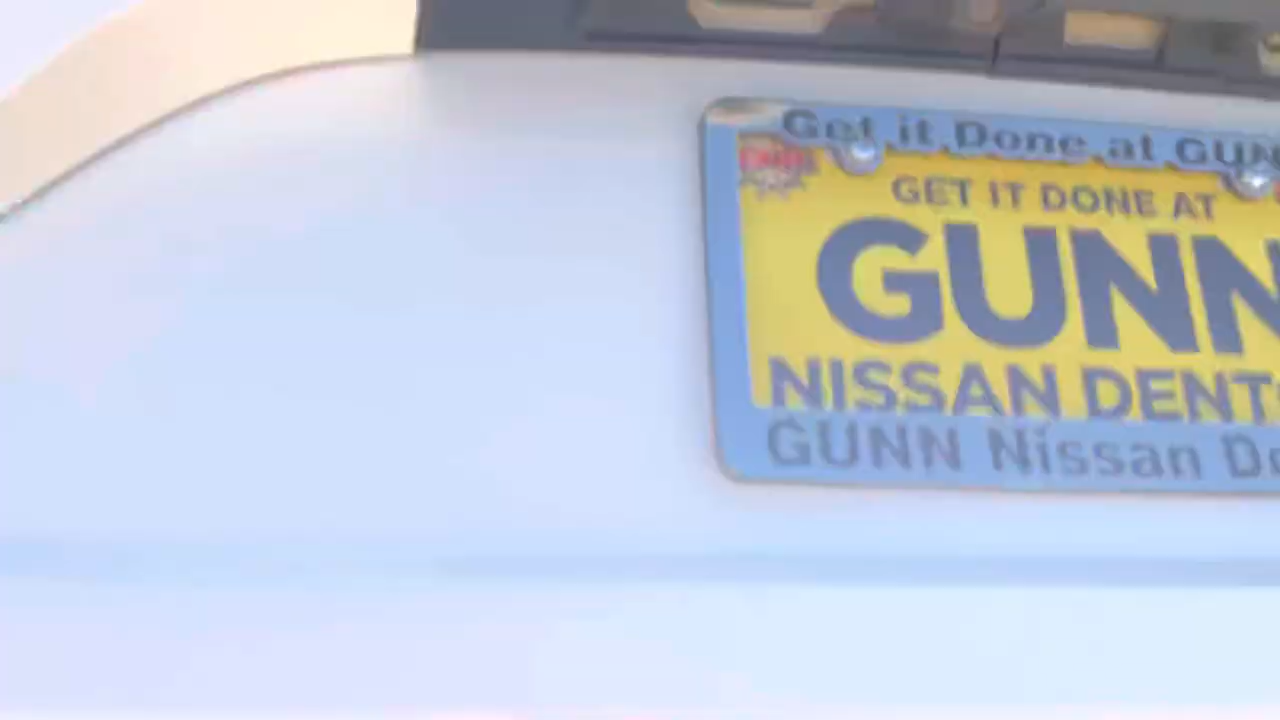 Get it Done at GUN
GET IT DONE AT
GUNN
NISSAN DENT
GUNN Nissan De